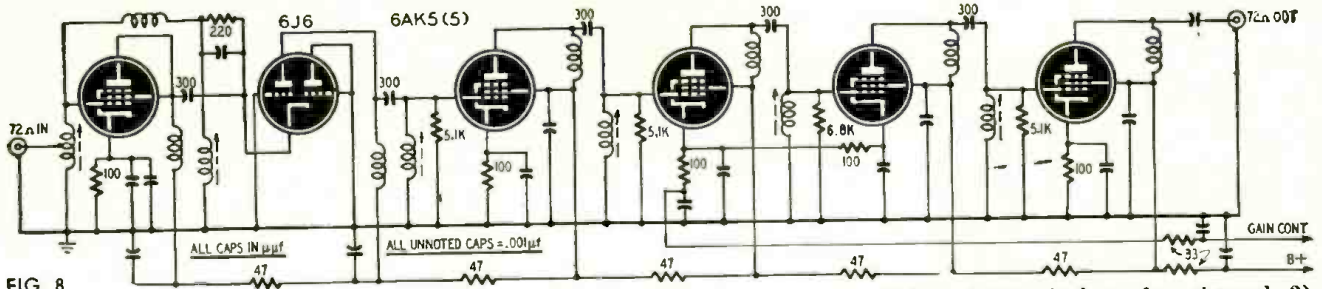 300
300
6J6
6AK5(5)
220
300
300
300
72Ω IN
5.1K
5.1K
6.8K
5.1K
72Ω OUT
100
100
100
100
100
ALL CAPS IN µµf
ALL UNNOTED CAPS = .001µf
GAIN CONT
33
B+
47
47
47
47
47
FIG. 8